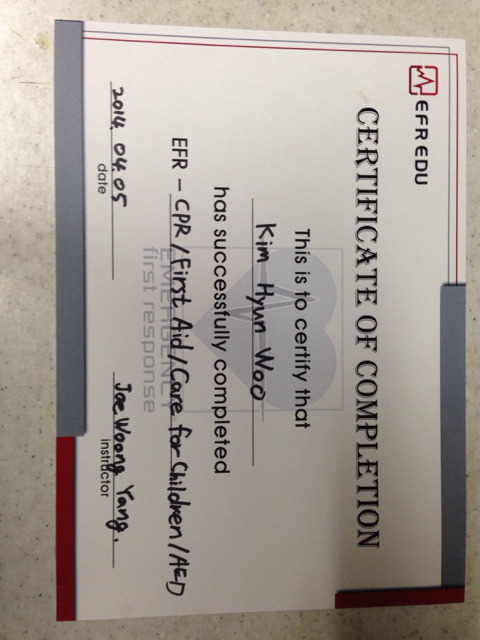 EFR EDU
CERTIFICATE OF COMPLETION
This is to certify that
Kim Hyun Woo
has successfully completed
EFR - CPR/First Aid/Care for Children/AED
EMERGENCY
first response
2014. 04. 05
date
Jae Woong Yang.
instructor